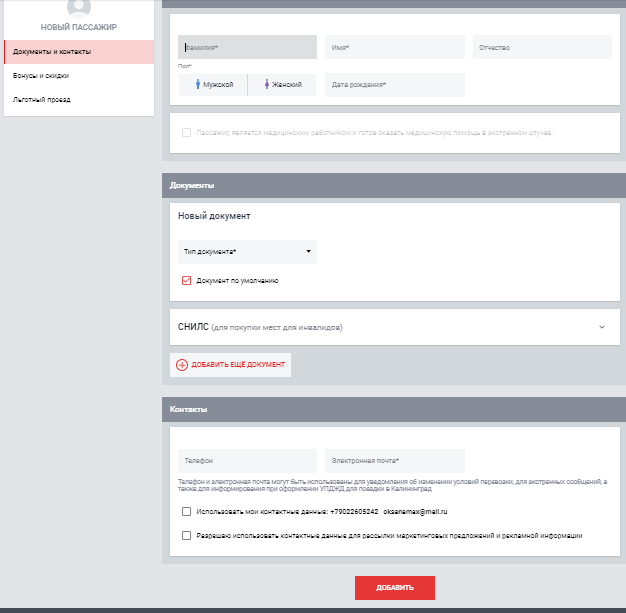 НОВЫЙ ПАССАЖИР
Документы и контакты
Бонусы и скидки
Льготный проезд
Фамилия*
Имя*
Отчество
Пол*
Мужской
Женский
Дата рождения*
Пассажир является медицинским работником и готов оказать медицинскую помощь в экстренном случае.
Документы
Новый документ
Тип документа*
Документ по умолчанию
СНИЛС (для покупки мест для инвалидов)
ДОБАВИТЬ ЕЩЁ ДОКУМЕНТ
Контакты
Телефон
Электронная почта*
Телефон и электронная почта могут быть использованы для уведомления об изменении условий перевозки, для экстренных сообщений, а
также для информирования при оформлении УПДЖД для поездки в Калининград
Использовать мои контактные данные: +79022605242 oksanamax@mail.ru
Разрешаю использовать контактные данные для рассылки маркетинговых предложений и рекламной информации
ДОБАВИТЬ